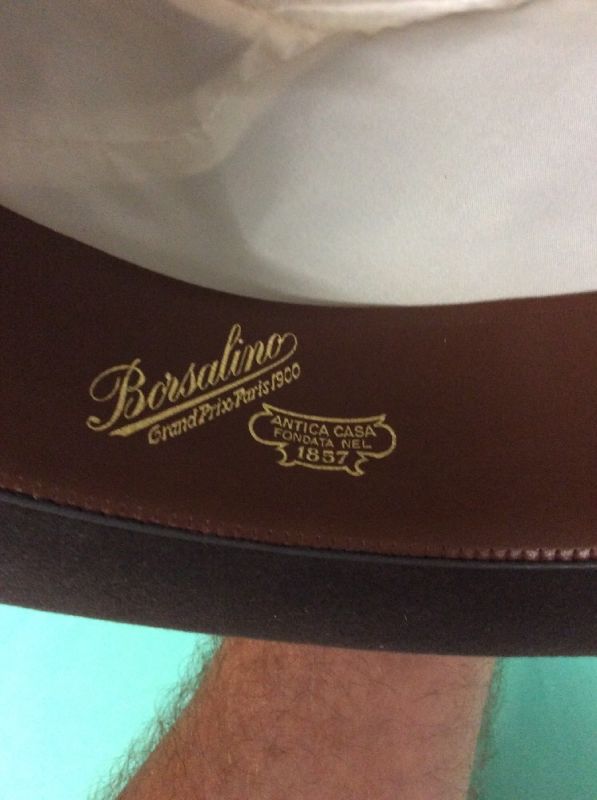 Borsalino
Grand Prix Paris 1900
ANTICA CASA
FONDATA NEL
1857